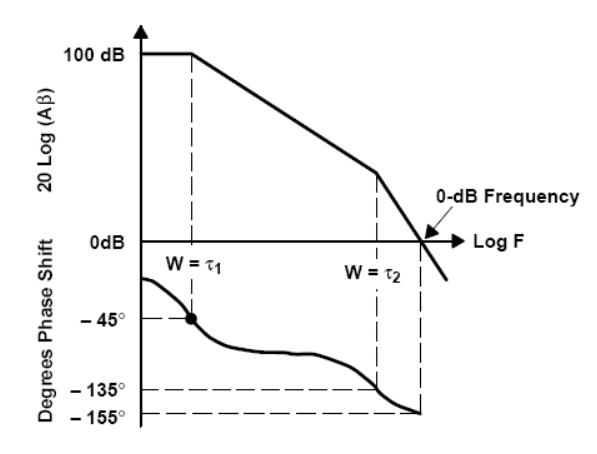 100 dB
20 Log (Aβ)
0-dB Frequency
0dB
Log F
W = τ1
W = τ2
Degrees Phase Shift
– 45°
– 135°
– 155°